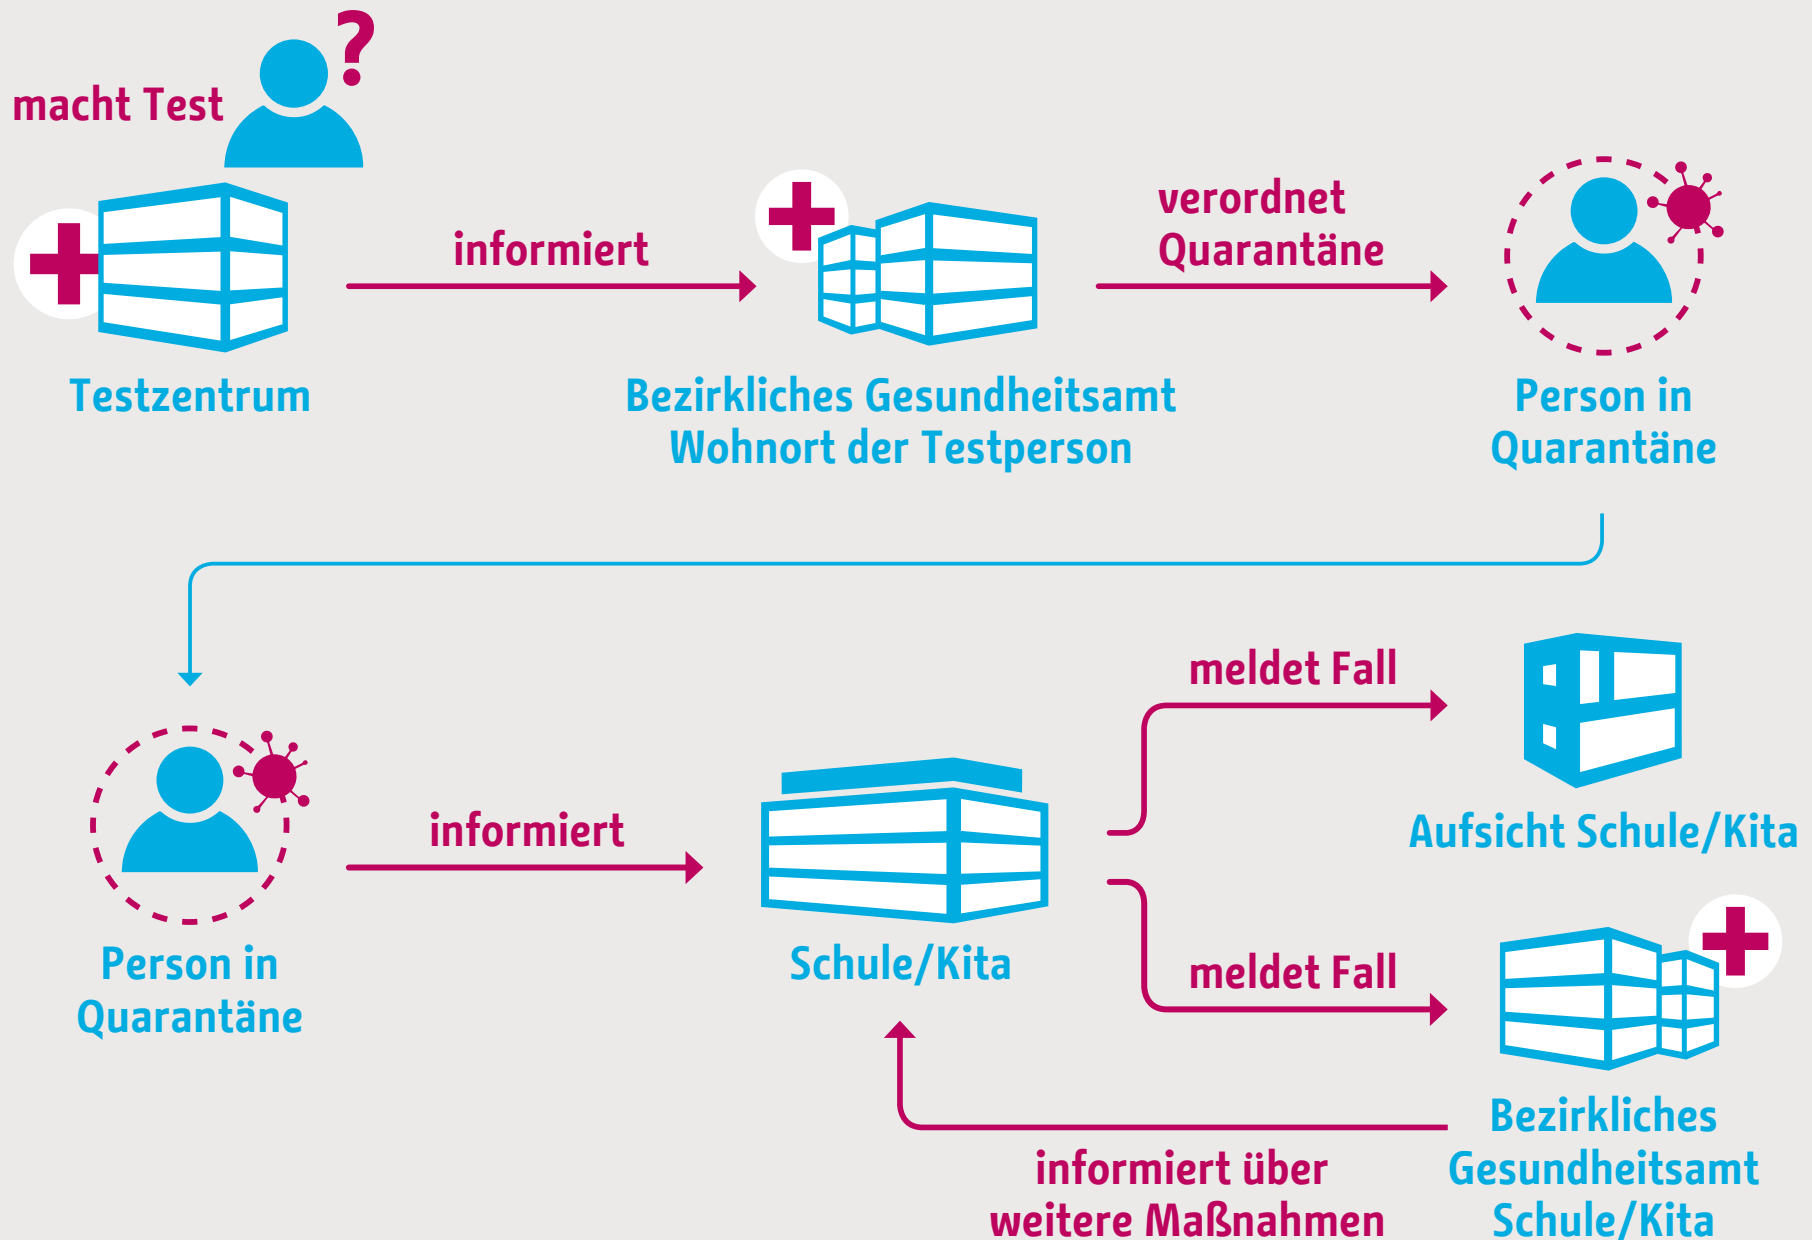 ?
macht Test
informiert
verordnet
Quarantäne
Testzentrum
Bezirkliches Gesundheitsamt
Wohnort der Testperson
Person in
Quarantäne
meldet Fall
Aufsicht Schule/Kita
informiert
Person in
Quarantäne
Schule/Kita
meldet Fall
Bezirkliches
Gesundheitsamt
Schule/Kita
informiert über
weitere Maßnahmen